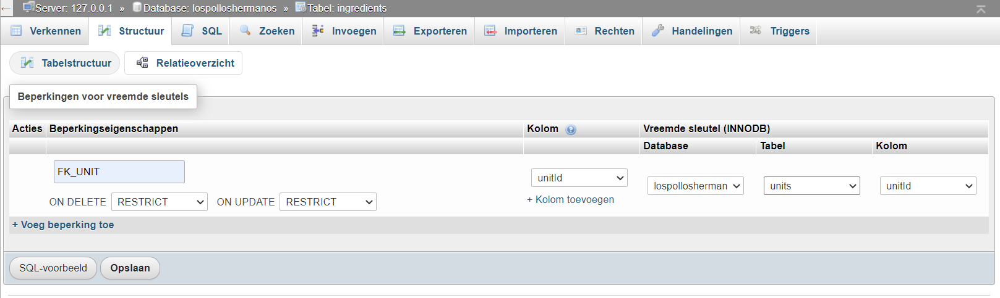 Server: 127.0.0.1 » Database: lospolloshermanos » Tabel: ingredients
Verkennen Structuur SQL Zoeken Invoegen Exporteren Importeren Rechten Handelingen Triggers
Tabelstructuur Relatieoverzicht
Beperkingen voor vreemde sleutels
Acties Beperkingseigenschappen Kolom Vreemde sleutel (INNODB)
Database Tabel Kolom
FK_UNIT
unitId
lospollosherman units unitId
ON DELETE RESTRICT ON UPDATE RESTRICT
+ Kolom toevoegen
+ Voeg beperking toe
SQL-voorbeeld Opslaan